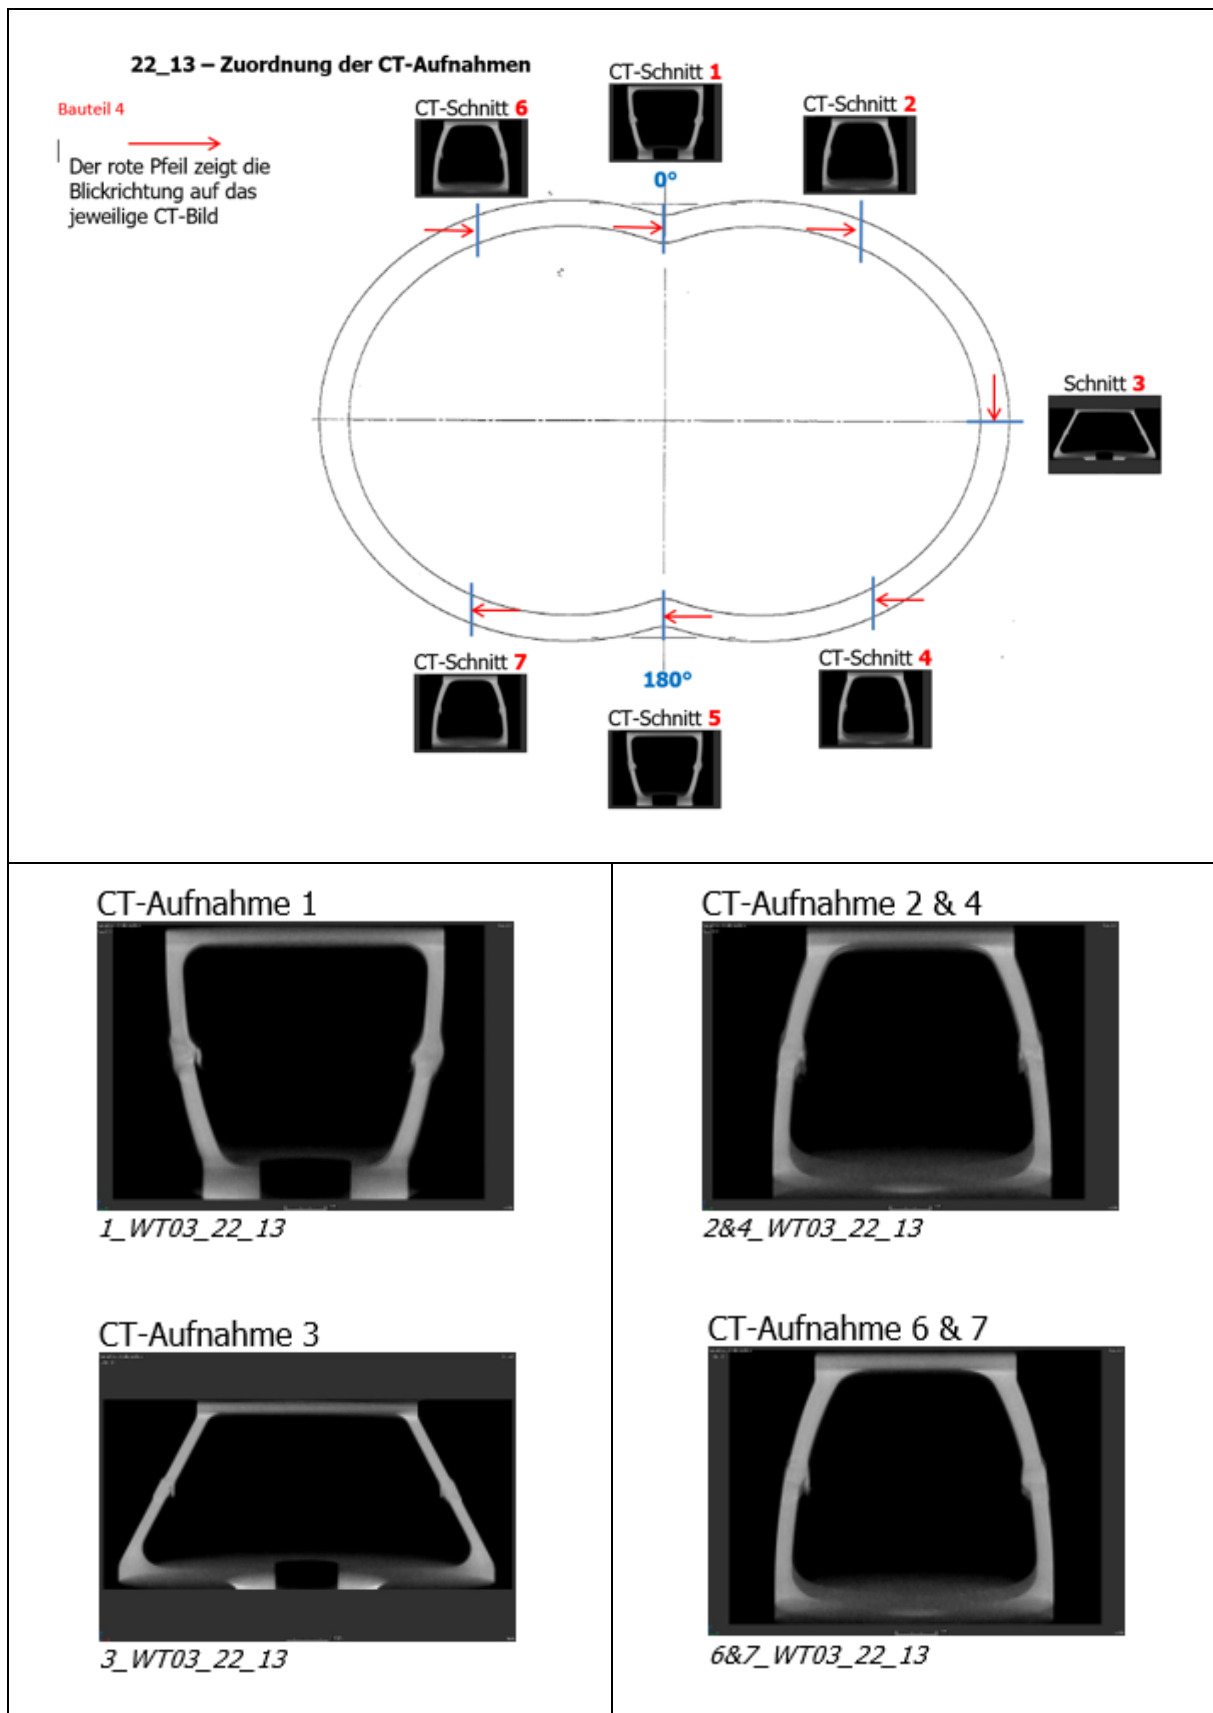 22_13 – Zuordnung der CT-Aufnahmen
Bauteil 4
Der rote Pfeil zeigt die
Blickrichtung auf das
jeweilige CT-Bild
CT-Schnitt 6
CT-Schnitt 1
CT-Schnitt 2
0°
Schnitt 3
CT-Schnitt 7
180°
CT-Schnitt 5
CT-Schnitt 4
CT-Aufnahme 1
1_WT03_22_13
CT-Aufnahme 2 & 4
2&4_WT03_22_13
CT-Aufnahme 3
3_WT03_22_13
CT-Aufnahme 6 & 7
6&7_WT03_22_13